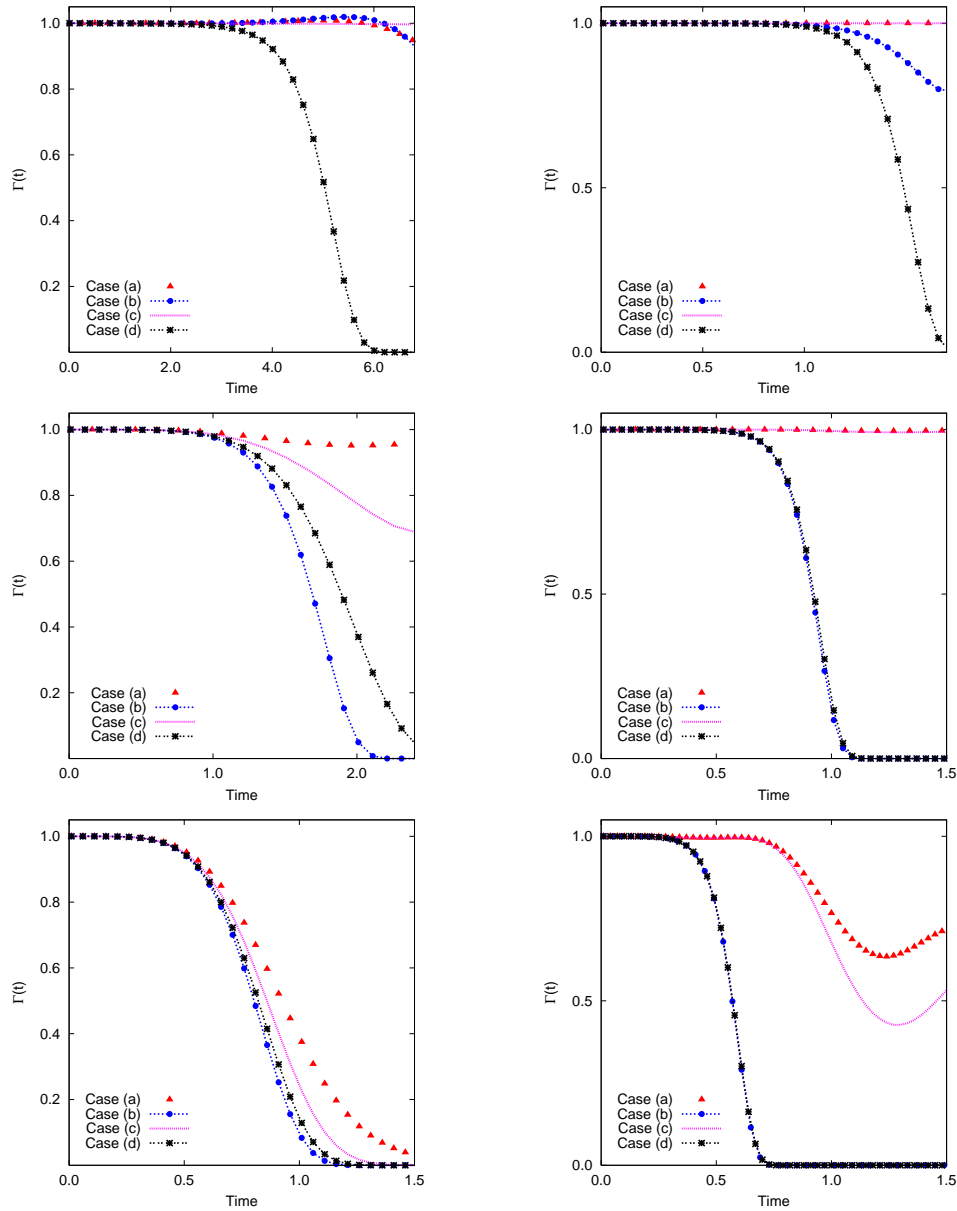 1.0
0.8
0.6
0.4
0.2
Γ(t)
Case (a)
Case (b)
Case (c)
Case (d)
0.0 2.0 4.0 6.0
Time
1.0
0.5
0.0
Γ(t)
Case (a)
Case (b)
Case (c)
Case (d)
0.0 0.5 1.0
Time
1.0
0.8
0.6
0.4
0.2
Γ(t)
Case (a)
Case (b)
Case (c)
Case (d)
0.0 1.0 2.0
Time
1.0
0.5
0.0
Γ(t)
Case (a)
Case (b)
Case (c)
Case (d)
0.0 0.5 1.0 1.5
Time
1.0
0.8
0.6
0.4
0.2
Γ(t)
Case (a)
Case (b)
Case (c)
Case (d)
0.0 0.5 1.0 1.5
Time
1.0
0.5
0.0
Γ(t)
Case (a)
Case (b)
Case (c)
Case (d)
0.0 0.5 1.0 1.5
Time